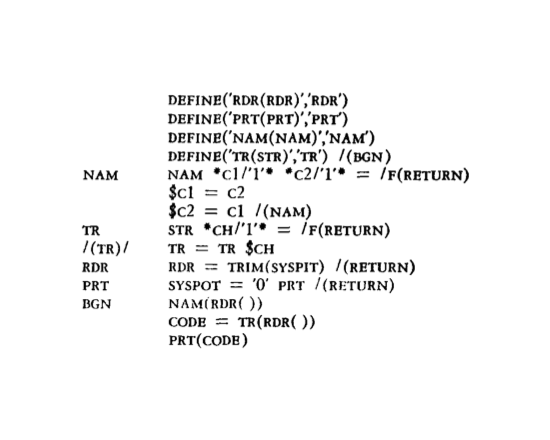 DEFINE('RDR(RDR)','RDR')
DEFINE('PRT(PRT)','PRT')
DEFINE('NAM(NAM)','NAM')
DEFINE('TR(STR)','TR') /(BGN)
NAM NAM *C1/'1'* *C2/'1'* = /F(RETURN)
$C1 = C2
$C2 = C1 /(NAM)
TR STR *CH/'1'* = /F(RETURN)
/(TR)/ TR = TR $CH
RDR RDR = TRIM(SYSPIT) /(RETURN)
PRT SYSPOT = '0' PRT /(RETURN)
BGN NAM(RDR( ))
CODE = TR(RDR( ))
PRT(CODE)